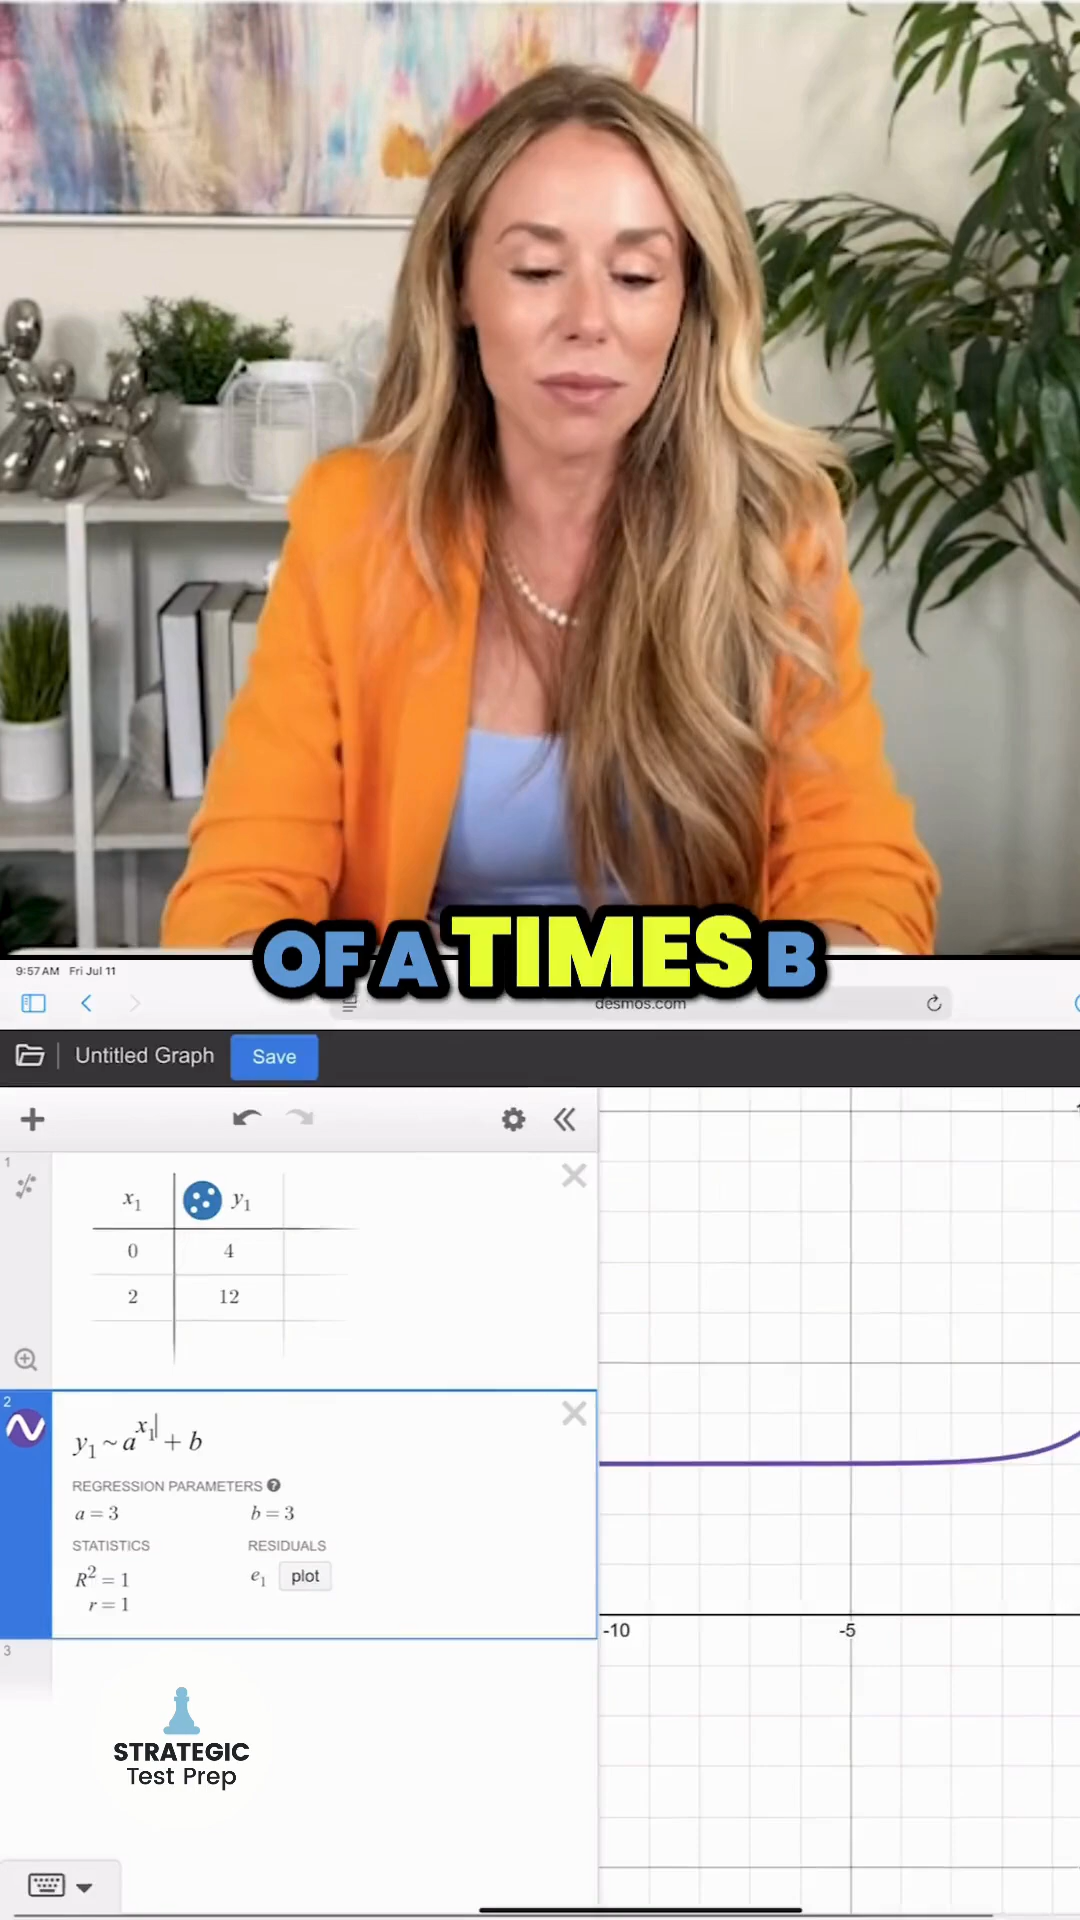 OF A TIMES B
9:57 AM Fri Jul 11
desmos.com
Untitled Graph Save
1
x₁ y₁
0 4
2 12
2
y₁ ~ a^x₁ + b
REGRESSION PARAMETERS ?
a = 3 b = 3
STATISTICS RESIDUALS
R² = 1 e₁ plot
r = 1
-10 -5
3
STRATEGIC
Test Prep